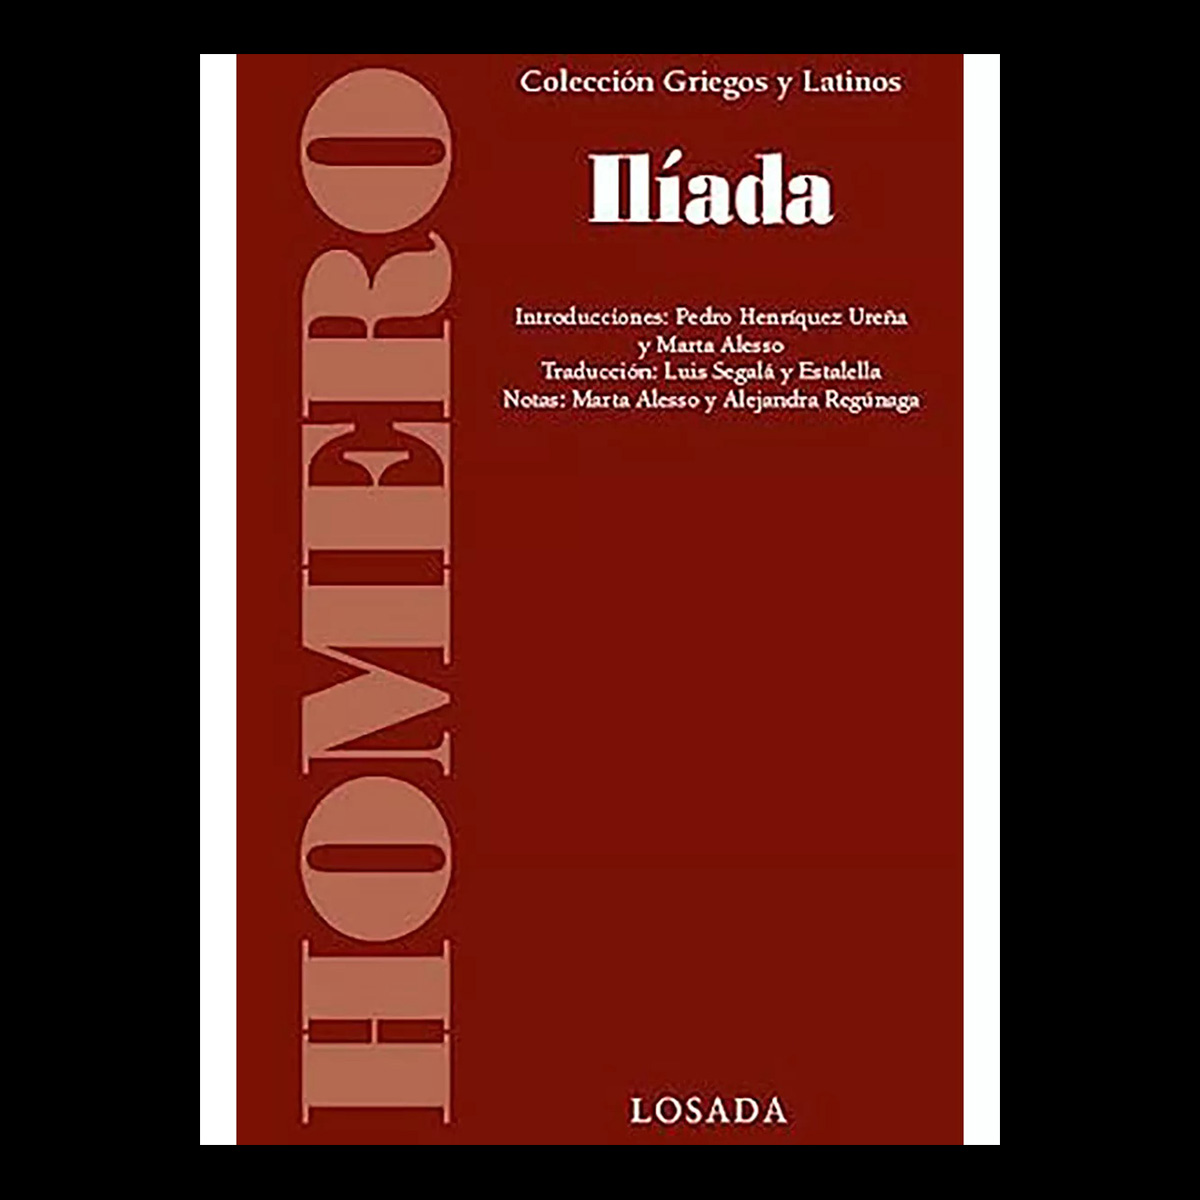 HOMERO
Colección Griegos y Latinos
Ilíada
Introducciones: Pedro Henríquez Ureña
y Marta Alesso
Traducción: Luis Segalá y Estalella
Notas: Marta Alesso y Alejandra Regúnaga
LOSADA